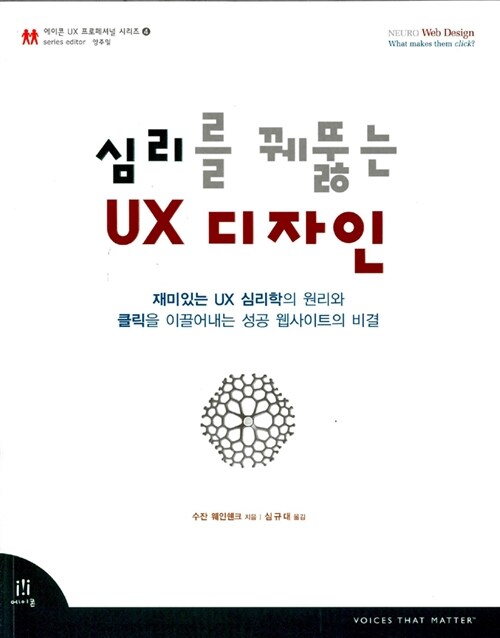 에이콘 UX 프로페셔널 시리즈 4
series editor 양주일
NEURO Web Design
What makes them click?
심리를 꿰뚫는
UX 디자인
재미있는 UX 심리학의 원리와
클릭을 이끌어내는 성공 웹사이트의 비결
수잔 웨인쉔크 지음 | 심규대 옮김
에이콘
VOICES THAT MATTER™